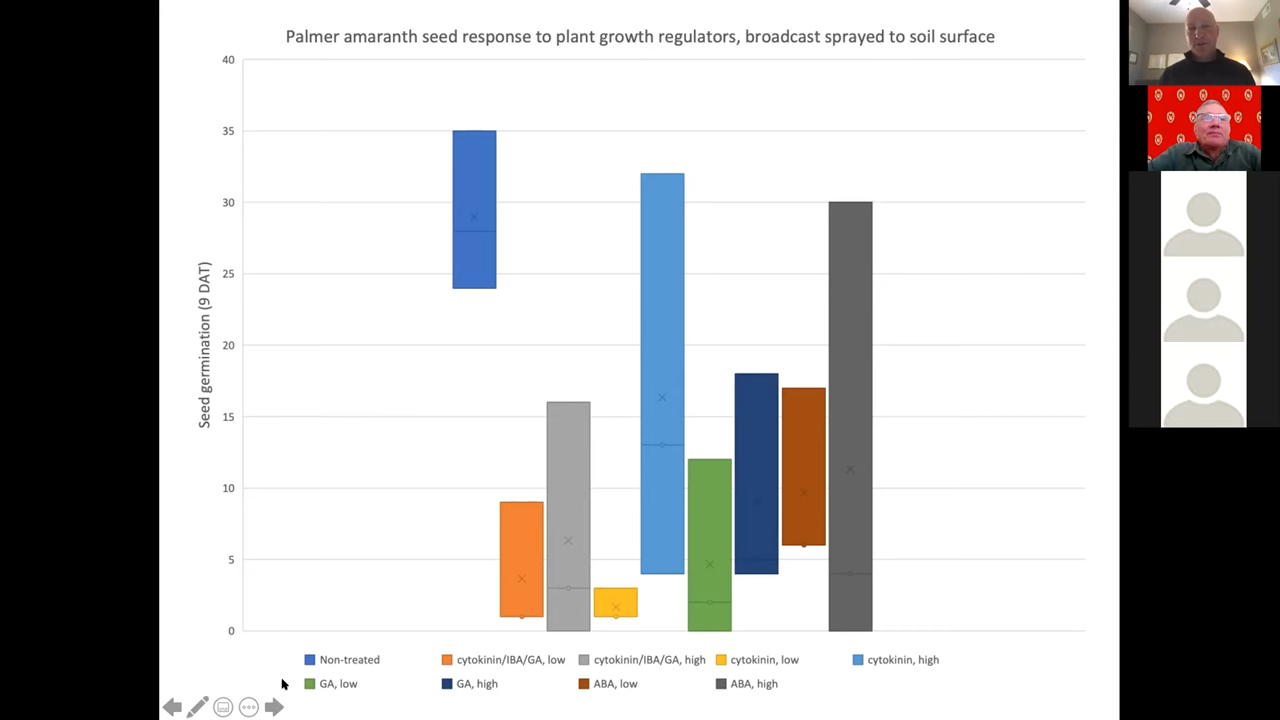 Palmer amaranth seed response to plant growth regulators, broadcast sprayed to soil surface
40
35
30
25
20
15
10
5
0
Seed germination (9 DAT)
Non-treated
cytokinin/IBA/GA, low
cytokinin/IBA/GA, high
cytokinin, low
cytokinin, high
GA, low
GA, high
ABA, low
ABA, high